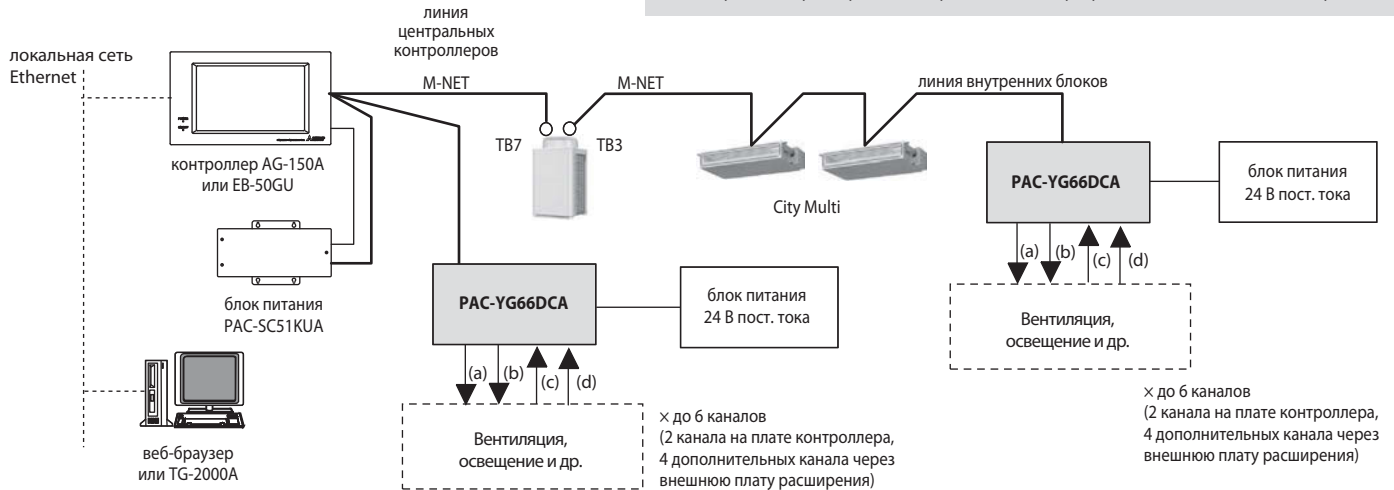 линия
центральных
контроллеров
локальная сеть
Ethernet
M-NET
M-NET
линия внутренних блоков
TB7
TB3
контроллер AG-150A
или EB-50GU
City Multi
PAC-YG66DCA
блок питания
24 В пост. тока
(a)
(b)
(c)
(d)
Вентиляция,
освещение и др.
× до 6 каналов
(2 канала на плате контроллера,
4 дополнительных канала через
внешнюю плату расширения)
блок питания
PAC-SC51KUA
PAC-YG66DCA
блок питания
24 В пост. тока
(a)
(b)
(c)
(d)
Вентиляция,
освещение и др.
× до 6 каналов
(2 канала на плате контроллера,
4 дополнительных канала через
внешнюю плату расширения)
веб-браузер
или TG-2000A